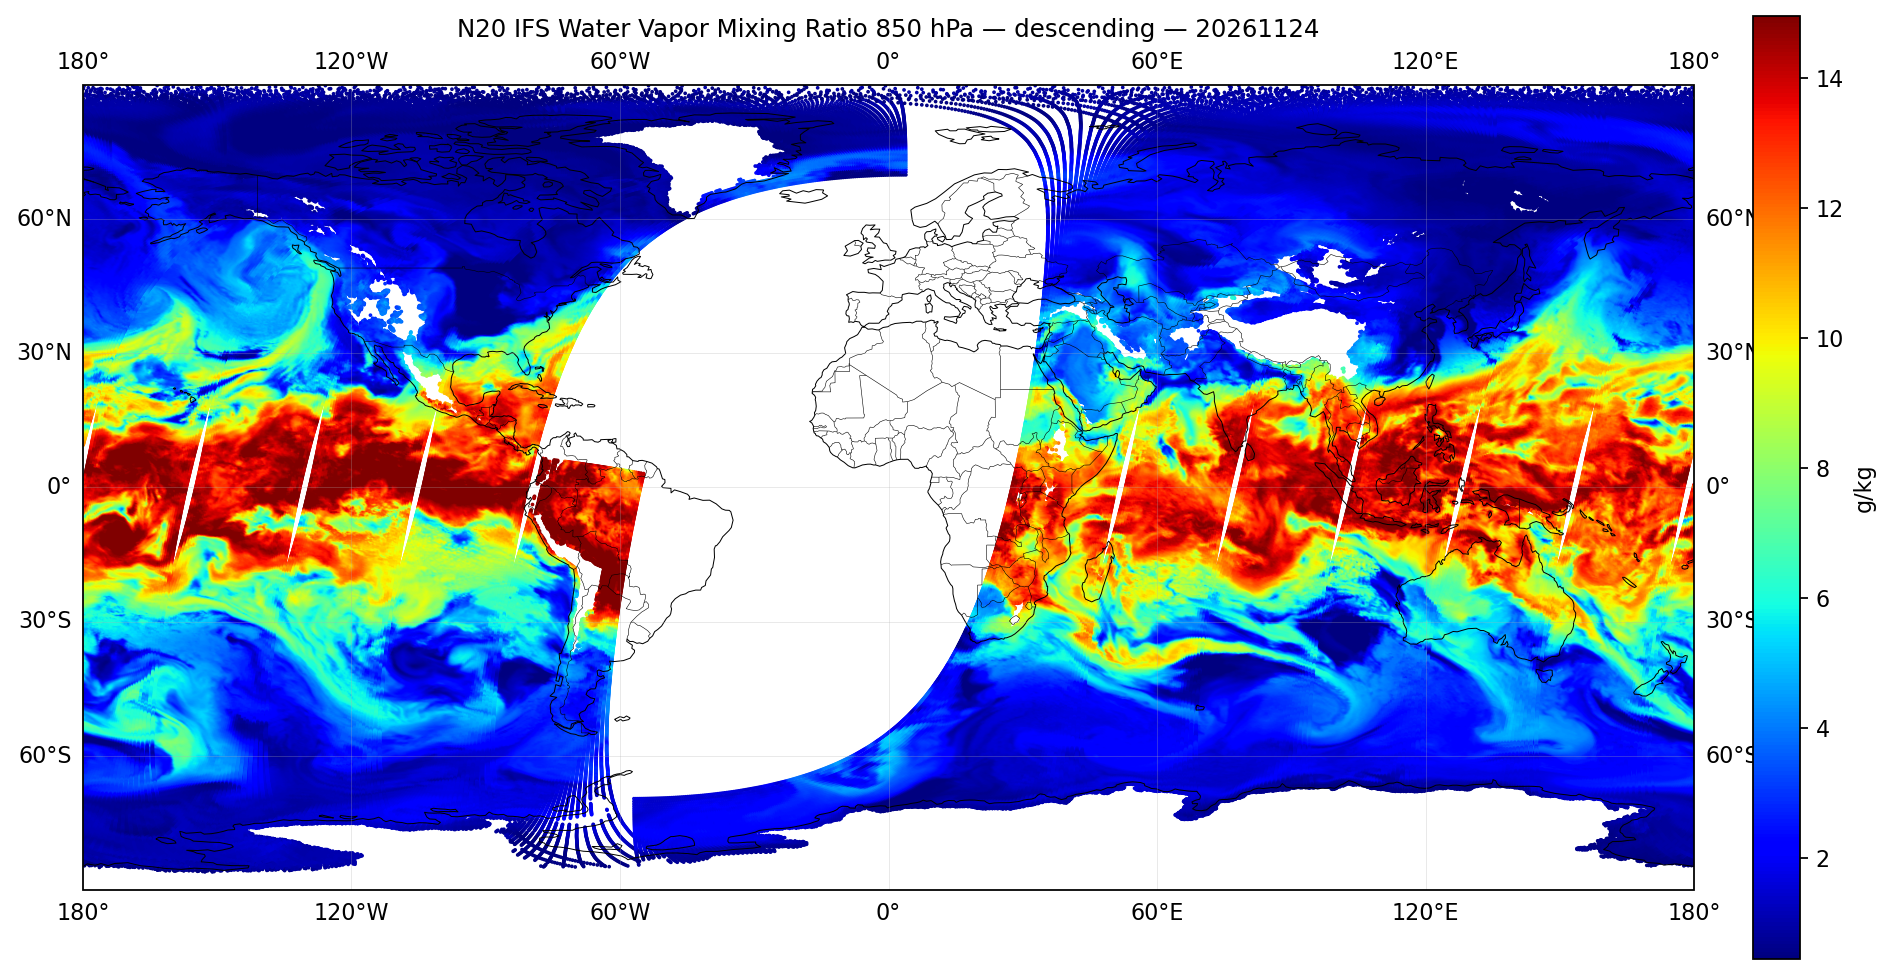 N20 IFS Water Vapor Mixing Ratio 850 hPa — descending — 20261124
180° 120°W 60°W 0° 60°E 120°E 180°
60°N 60°N
30°N 30°N
0° 0°
30°S 30°S
60°S 60°S
180° 120°W 60°W 0° 60°E 120°E 180°
14
12
10
8
6
4
2
g/kg